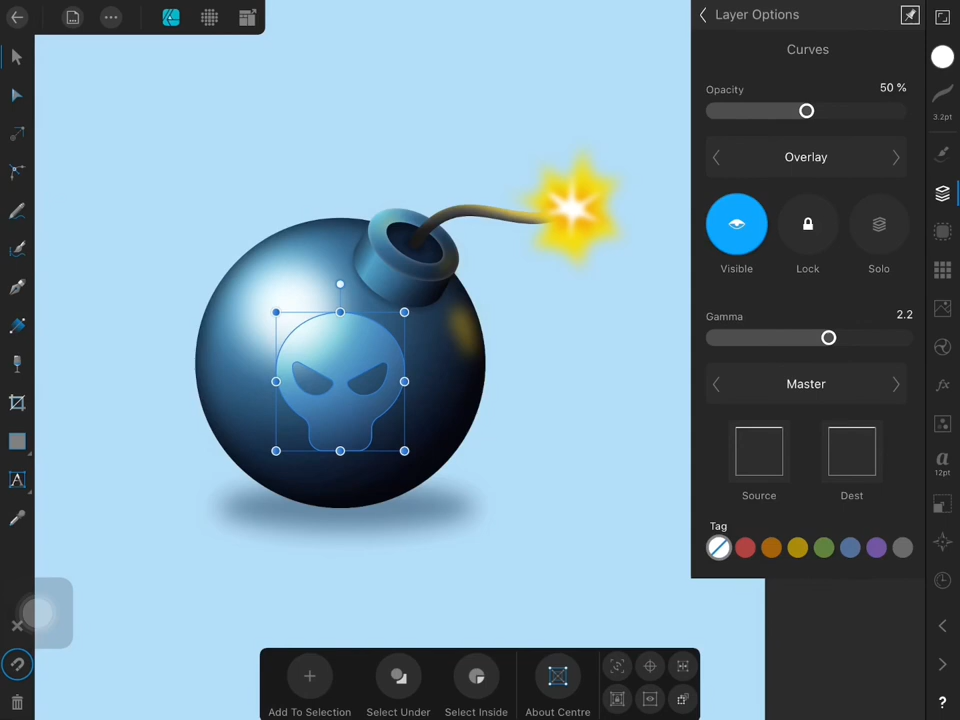 Layer Options
Curves
Opacity
50 %
Overlay
Visible
Lock
Solo
Gamma
2.2
Master
Source
Dest
Tag
3.2pt
fx
a
12pt
A
Add To Selection
Select Under
Select Inside
About Centre
?